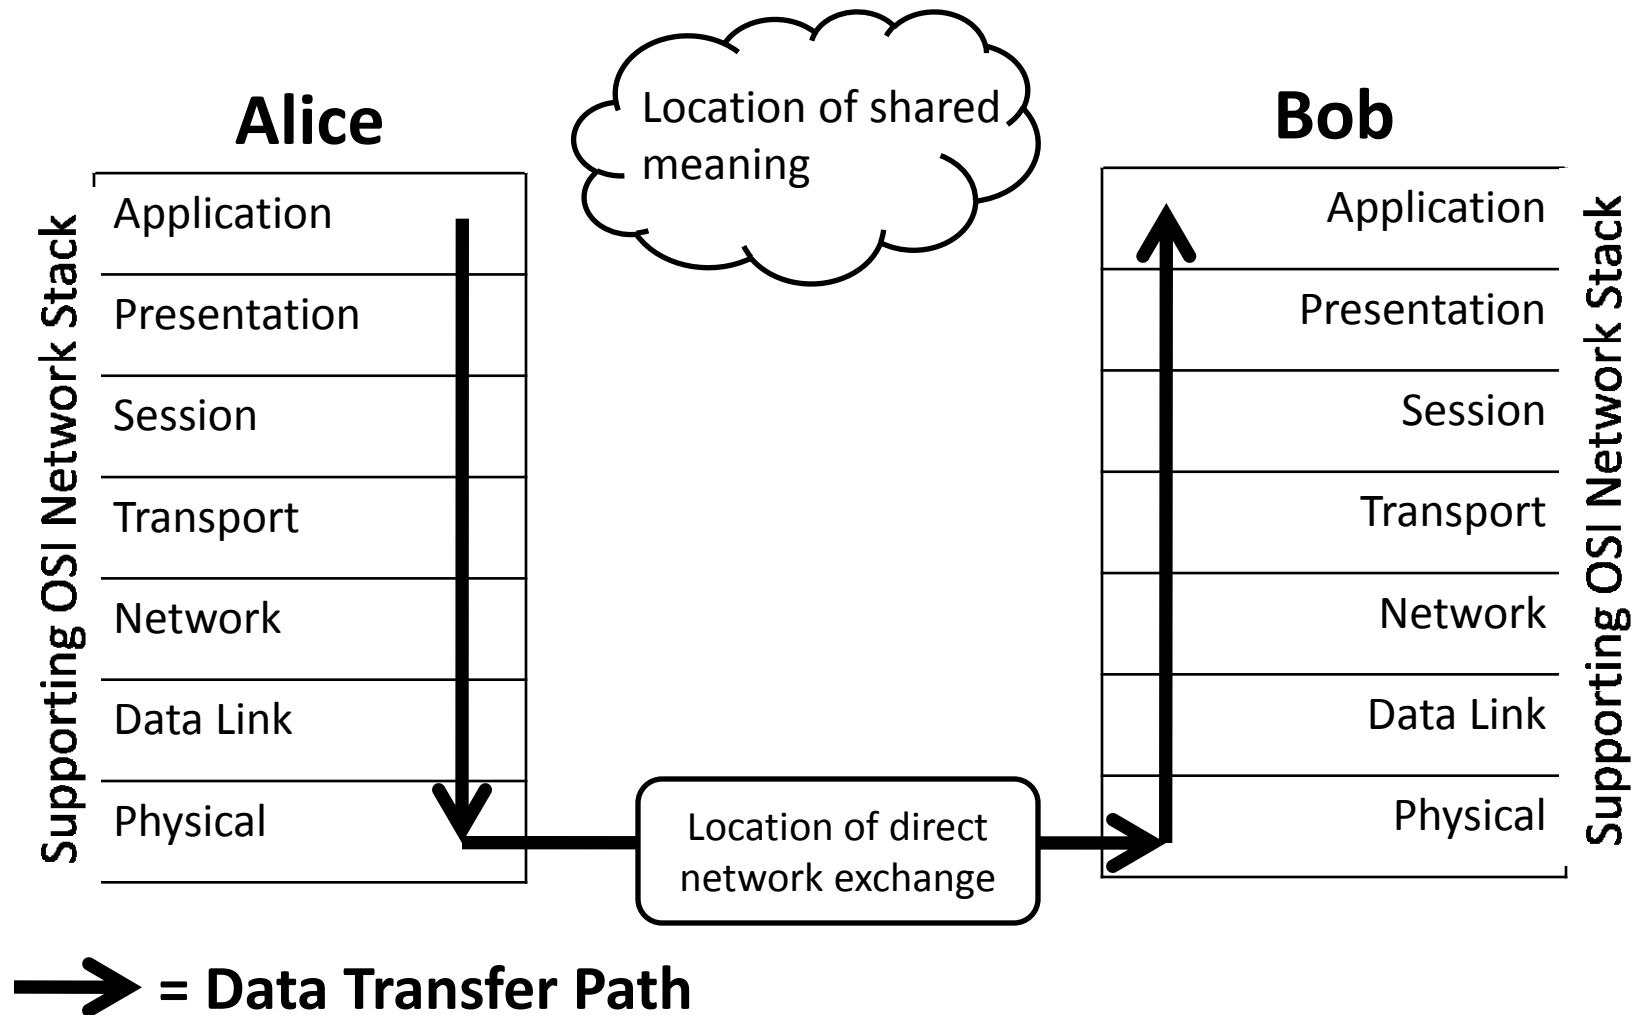 Alice
Location of shared
meaning
Bob
Supporting OSI Network Stack
Application
Presentation
Session
Transport
Network
Data Link
Physical
Location of direct
network exchange
Application
Presentation
Session
Transport
Network
Data Link
Physical
Supporting OSI Network Stack
= Data Transfer Path